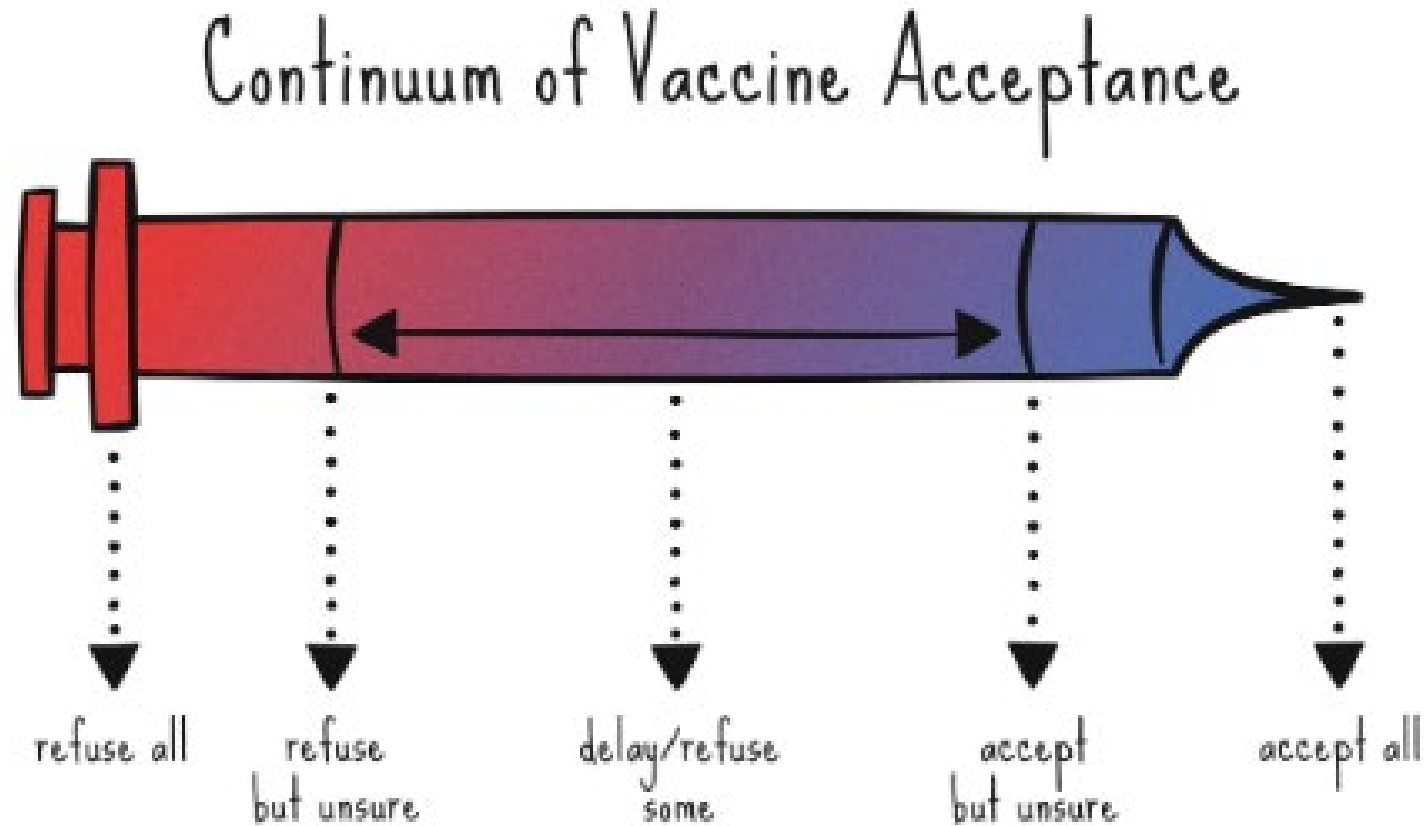 Continuum of Vaccine Acceptance
refuse all
refuse
but unsure
delay/refuse
some
accept
but unsure
accept all